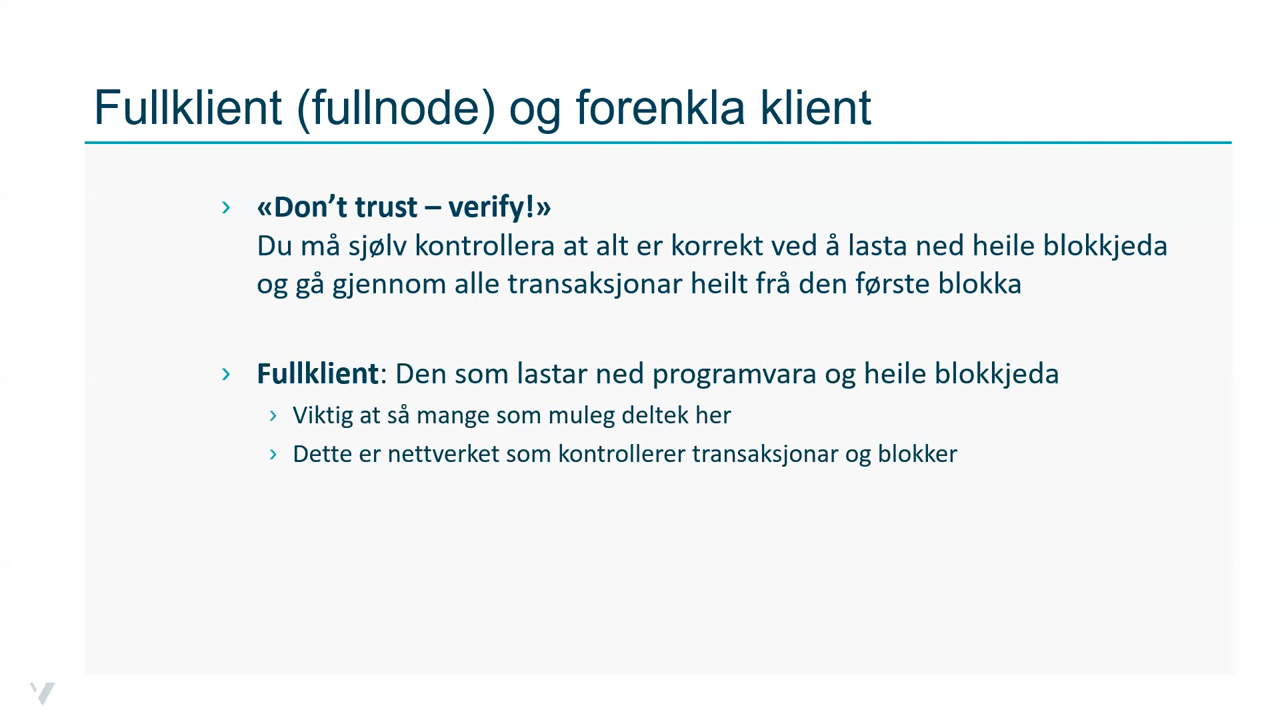 Fullklient (fullnode) og forenkla klient
› «Don’t trust – verify!»
Du må sjølv kontrollera at alt er korrekt ved å lasta ned heile blokkjeda
og gå gjennom alle transaksjonar heilt frå den første blokka
› Fullklient: Den som lastar ned programvara og heile blokkjeda
› Viktig at så mange som muleg deltek her
› Dette er nettverket som kontrollerer transaksjonar og blokker